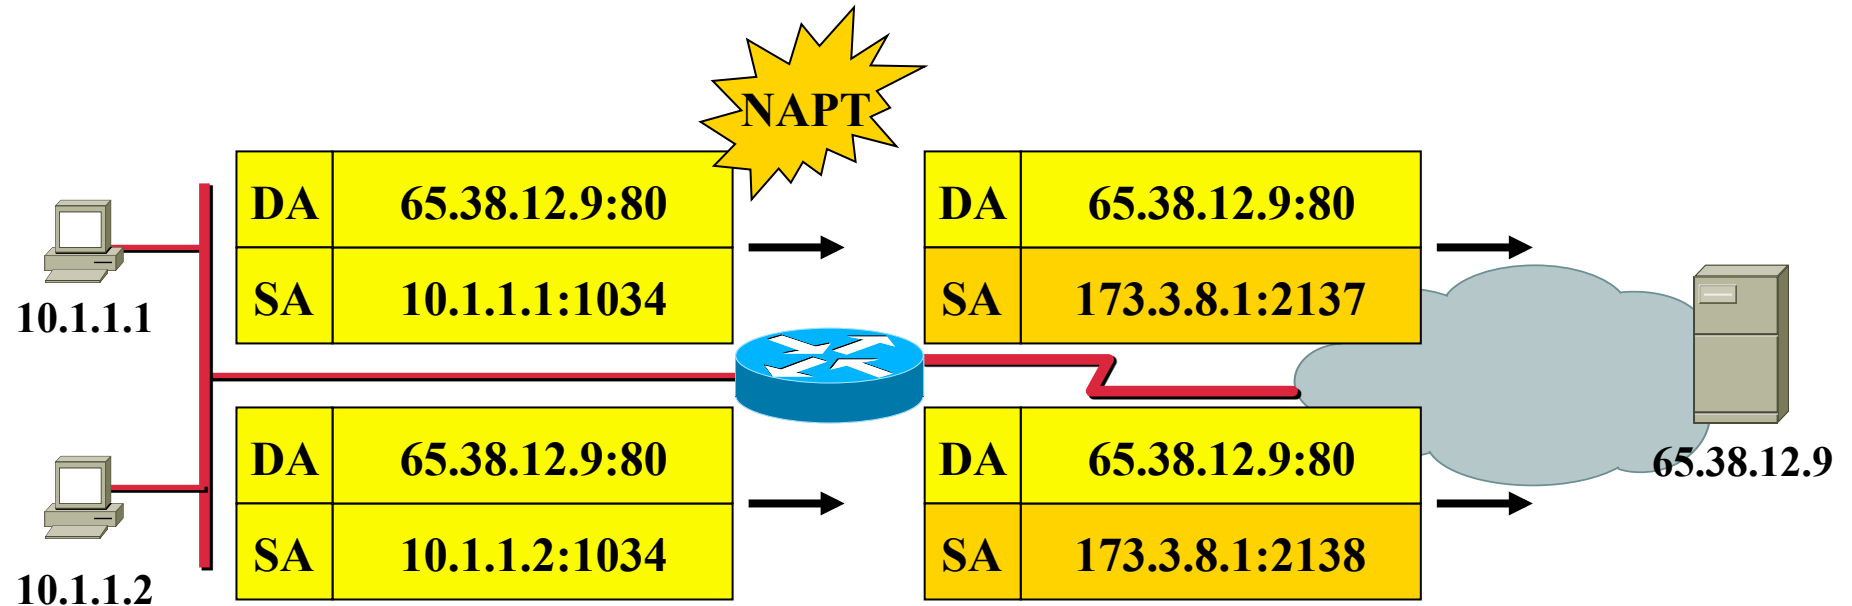 NAPT
DA 65.38.12.9:80
SA 10.1.1.1:1034
DA 65.38.12.9:80
SA 173.3.8.1:2137
10.1.1.1
DA 65.38.12.9:80
SA 10.1.1.2:1034
DA 65.38.12.9:80
SA 173.3.8.1:2138
65.38.12.9
10.1.1.2